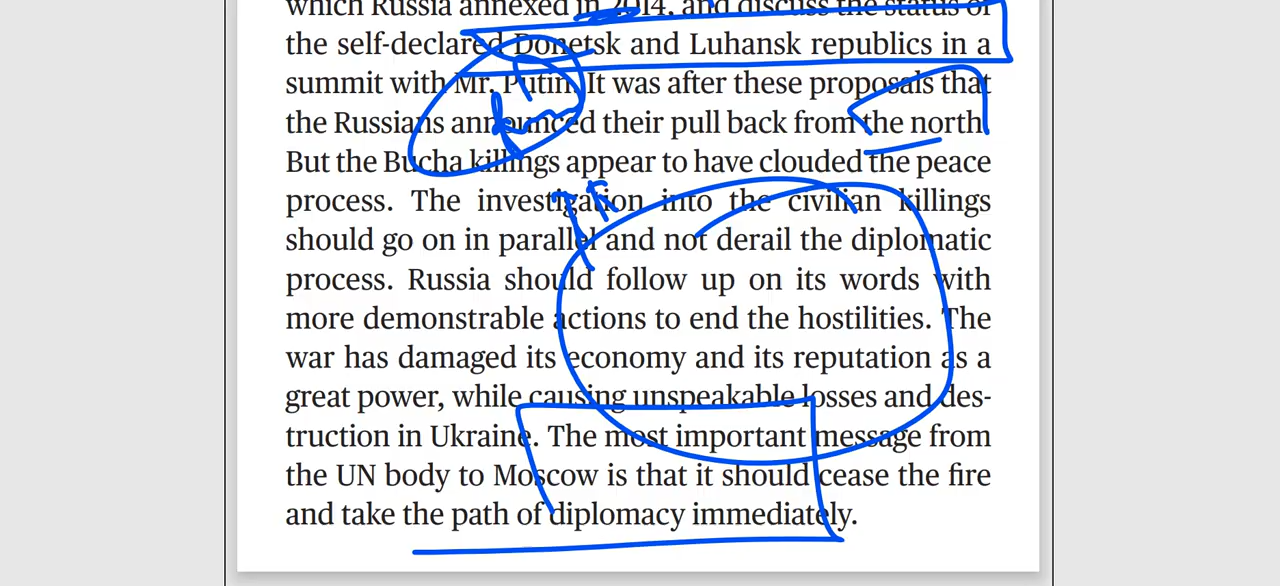 which Russia annexed in 2014, and discuss the status of
the self-declared Donetsk and Luhansk republics in a
summit with Mr. Putin. It was after these proposals that
the Russians announced their pull back from the north.
But the Bucha killings appear to have clouded the peace
process. The investigation into the civilian killings
should go on in parallel and not derail the diplomatic
process. Russia should follow up on its words with
more demonstrable actions to end the hostilities. The
war has damaged its economy and its reputation as a
great power, while causing unspeakable losses and des-
truction in Ukraine. The most important message from
the UN body to Moscow is that it should cease the fire
and take the path of diplomacy immediately.